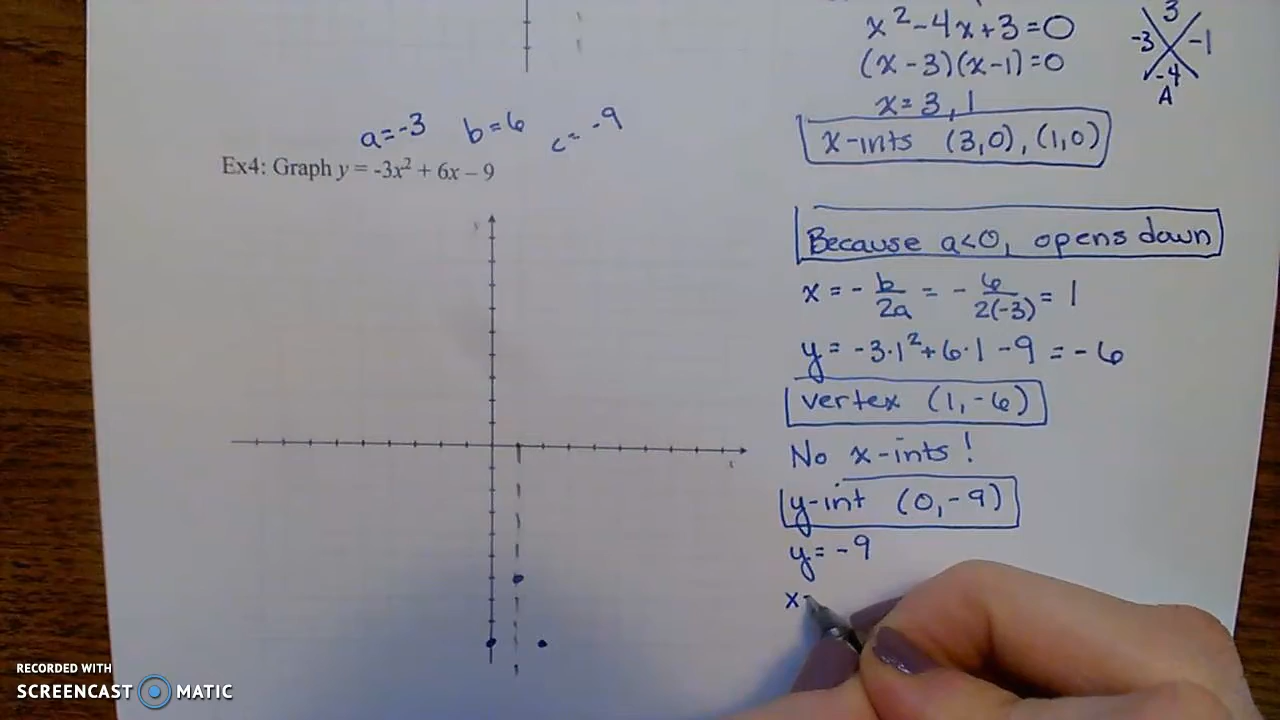 x²-4x+3=0
3
-3 -1
-4
A
(x-3)(x-1)=0
x=3,1
x-ints (3,0), (1,0)
a=-3 b=6 c=-9
Ex4: Graph y = -3x² + 6x – 9
y
x
Because a<0, opens down
x = - b/2a = - 6/2(-3) = 1
y = -3·1²+6·1-9 = -6
vertex (1,-6)
No x-ints!
y-int (0,-9)
y = -9
x
RECORDED WITH
SCREENCAST MATIC